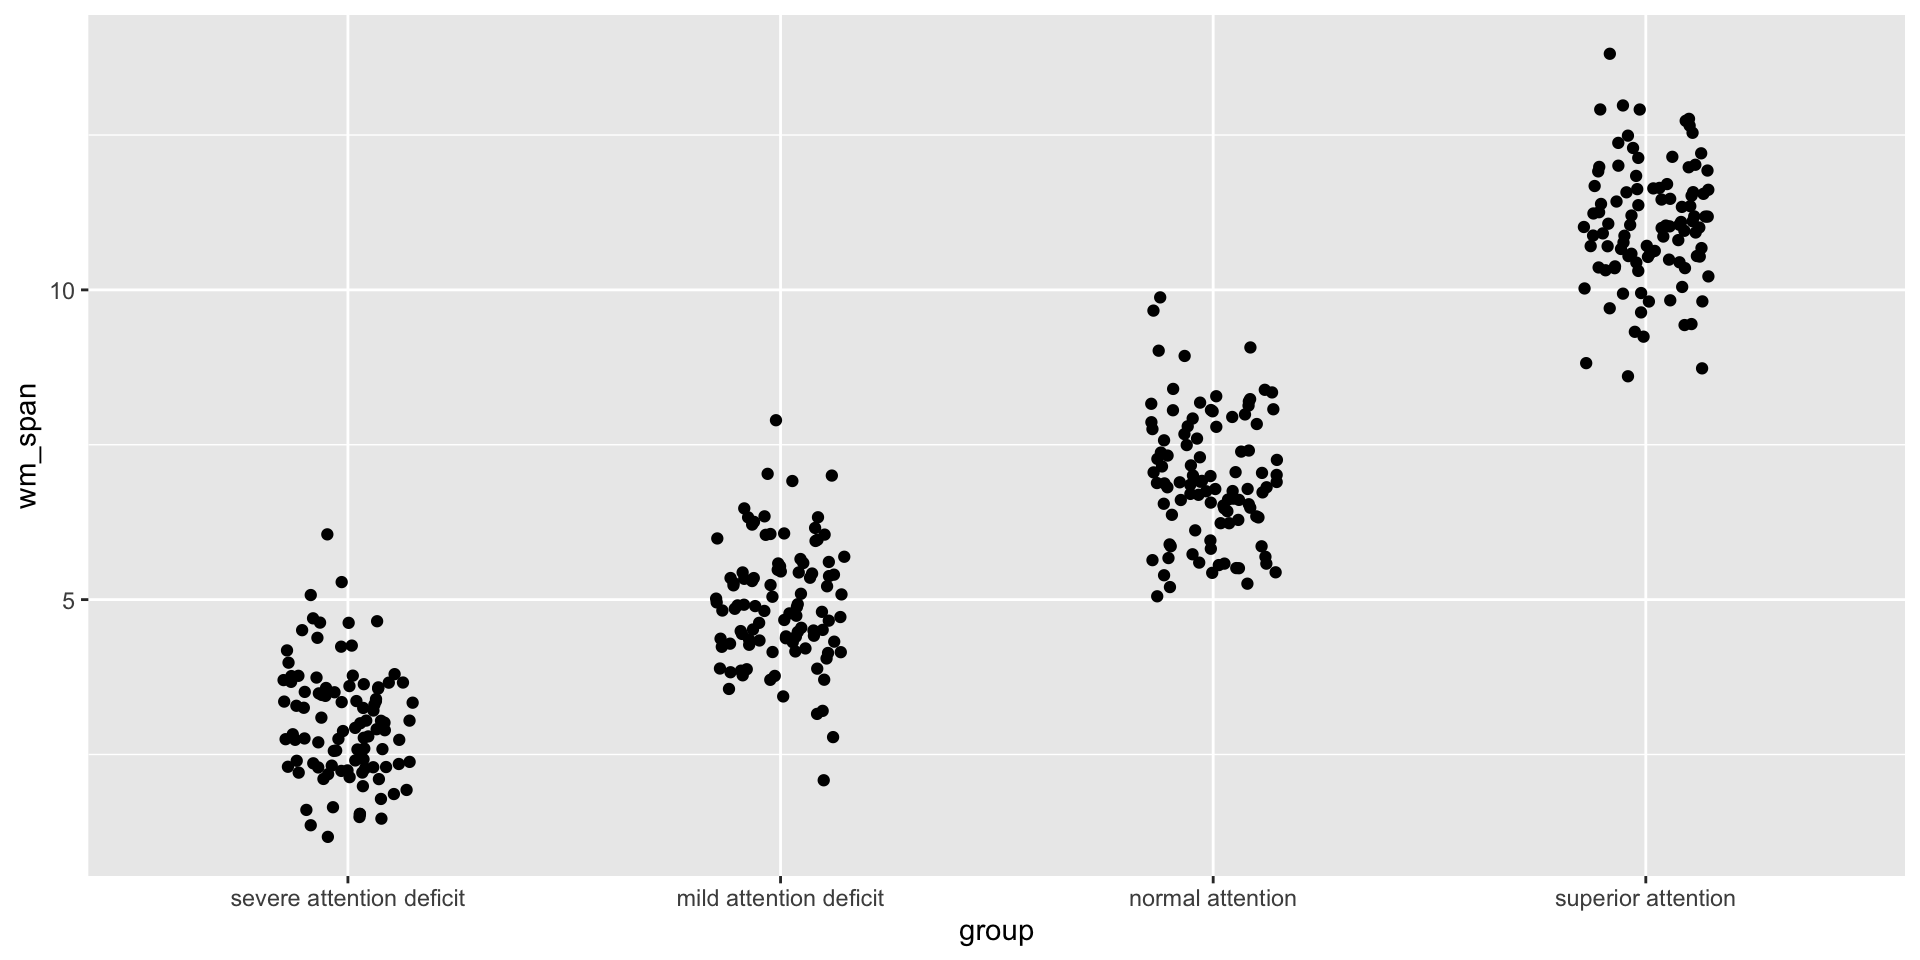 wm_span
10
5
severe attention deficit
mild attention deficit
normal attention
superior attention
group